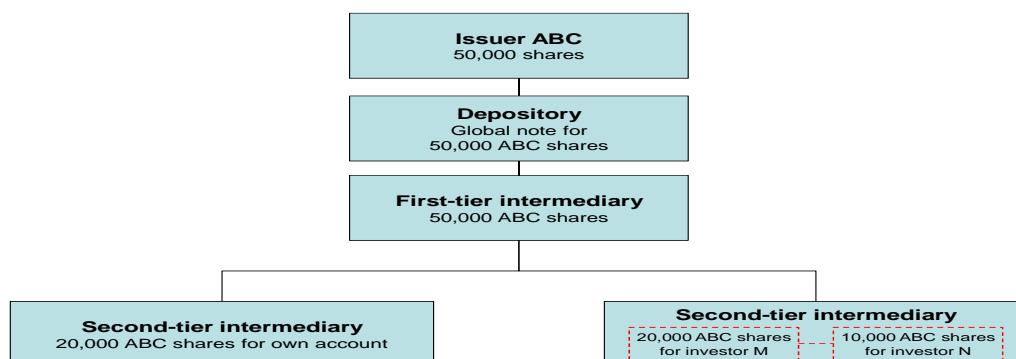 Issuer ABC
50,000 shares
Depository
Global note for
50,000 ABC shares
First-tier intermediary
50,000 ABC shares
Second-tier intermediary
20,000 ABC shares for own account
Second-tier intermediary
20,000 ABC shares
for investor M
10,000 ABC shares
for investor N